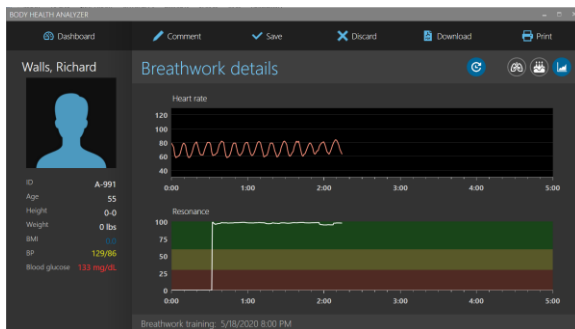 BODY HEALTH ANALYZER
Dashboard Comment Save Discard Download Print
Walls, Richard
Breathwork details
ID A-991
Age 55
Height 0-0
Weight 0 lbs
BMI 0.0
BP 129/86
Blood glucose 133 mg/dL
Heart rate
120
100
80
60
40
0:00 1:00 2:00 3:00 4:00 5:00
Resonance
100
75
50
25
0
0:00 1:00 2:00 3:00 4:00 5:00
Breathwork training: 5/18/2020 8:00 PM